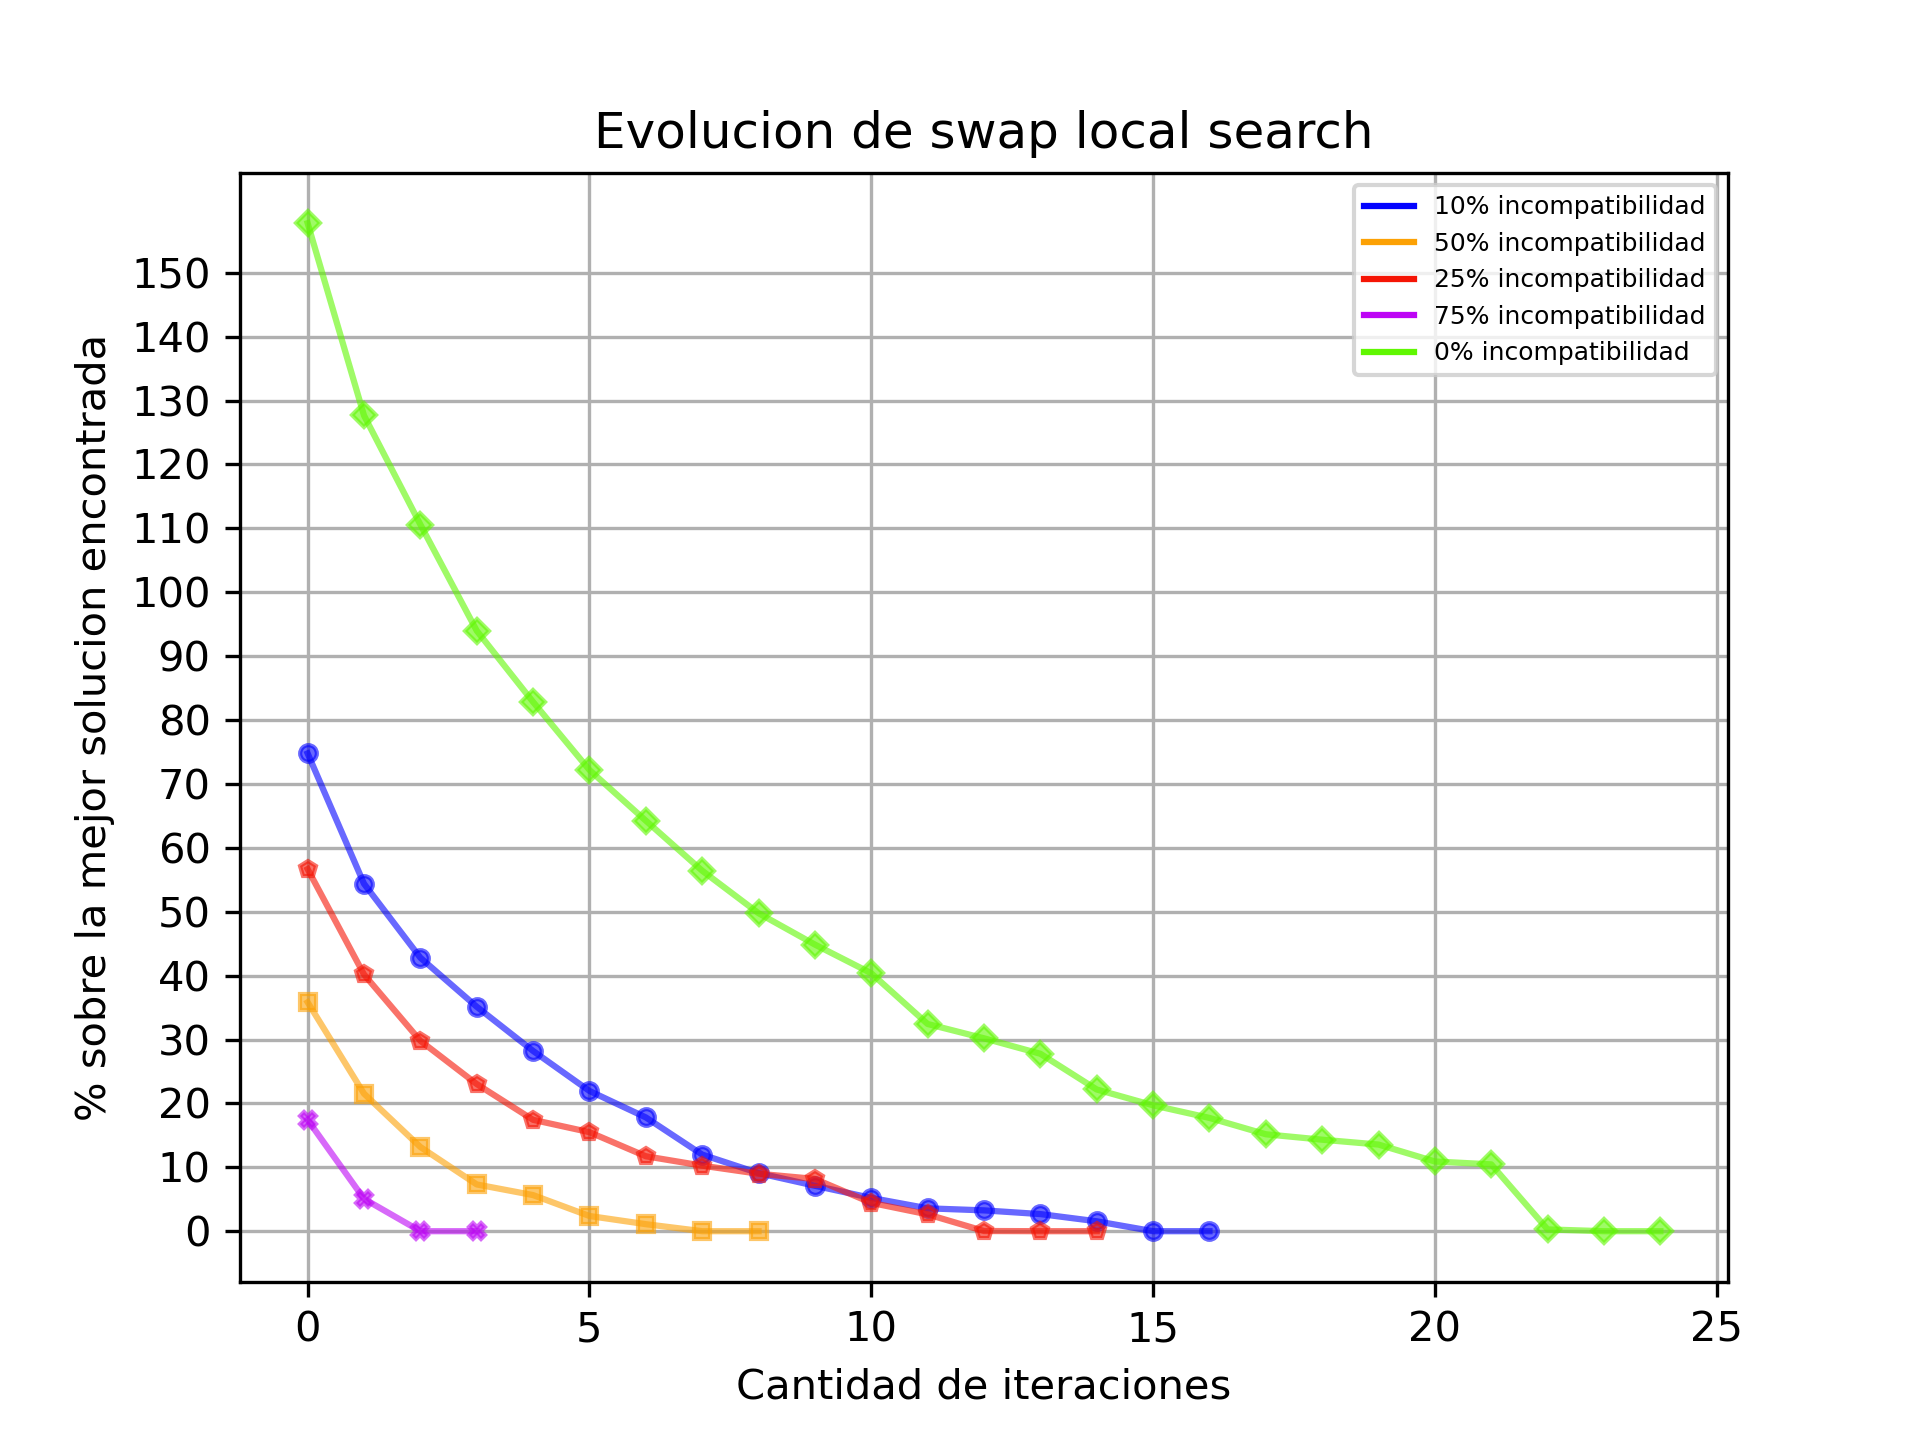 Evolucion de swap local search
10% incompatibilidad
50% incompatibilidad
25% incompatibilidad
75% incompatibilidad
0% incompatibilidad
% sobre la mejor solucion encontrada
150
140
130
120
110
100
90
80
70
60
50
40
30
20
10
0
0 5 10 15 20 25
Cantidad de iteraciones